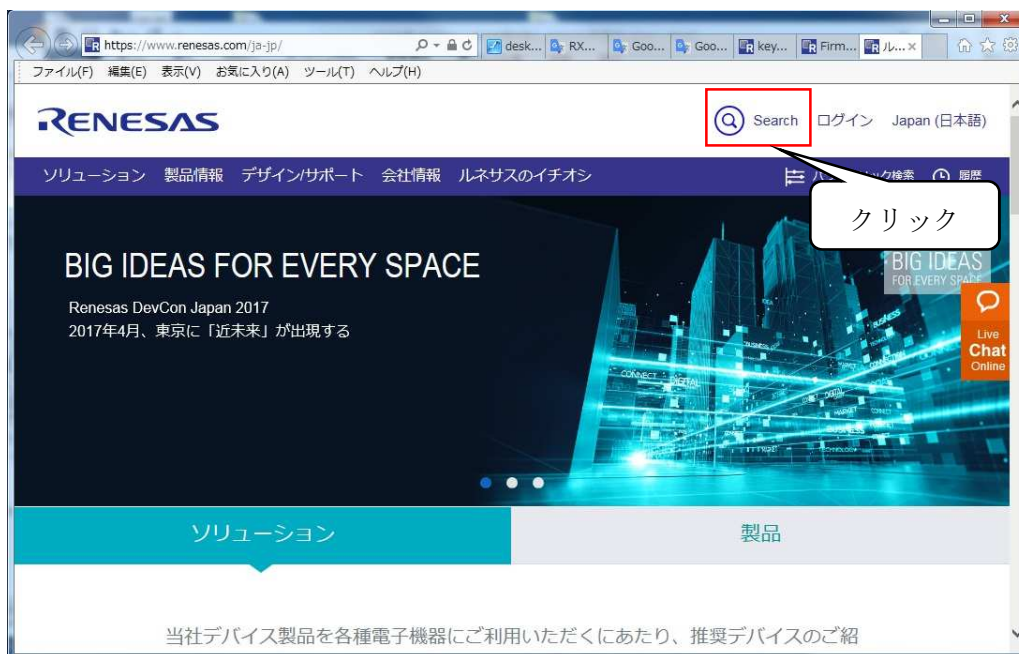 https://www.renesas.com/ja-jp/
desk... RX... Goo... Goo... key... Firm... ル...
ファイル(F) 編集(E) 表示(V) お気に入り(A) ツール(T) ヘルプ(H)
RENESAS
Search ログイン Japan (日本語)
ソリューション 製品情報 デザイン/サポート 会社情報 ルネサスのイチオシ
履歴
クリック
BIG IDEAS FOR EVERY SPACE
BIG IDEAS
FOR EVERY SPACE
Renesas DevCon Japan 2017
2017年4月、東京に「近未来」が出現する
Live
Chat
Online
CONNECT
DIGITAL
ソリューション
製品
当社デバイス製品を各種電子機器にご利用いただくにあたり、推奨デバイスのご紹